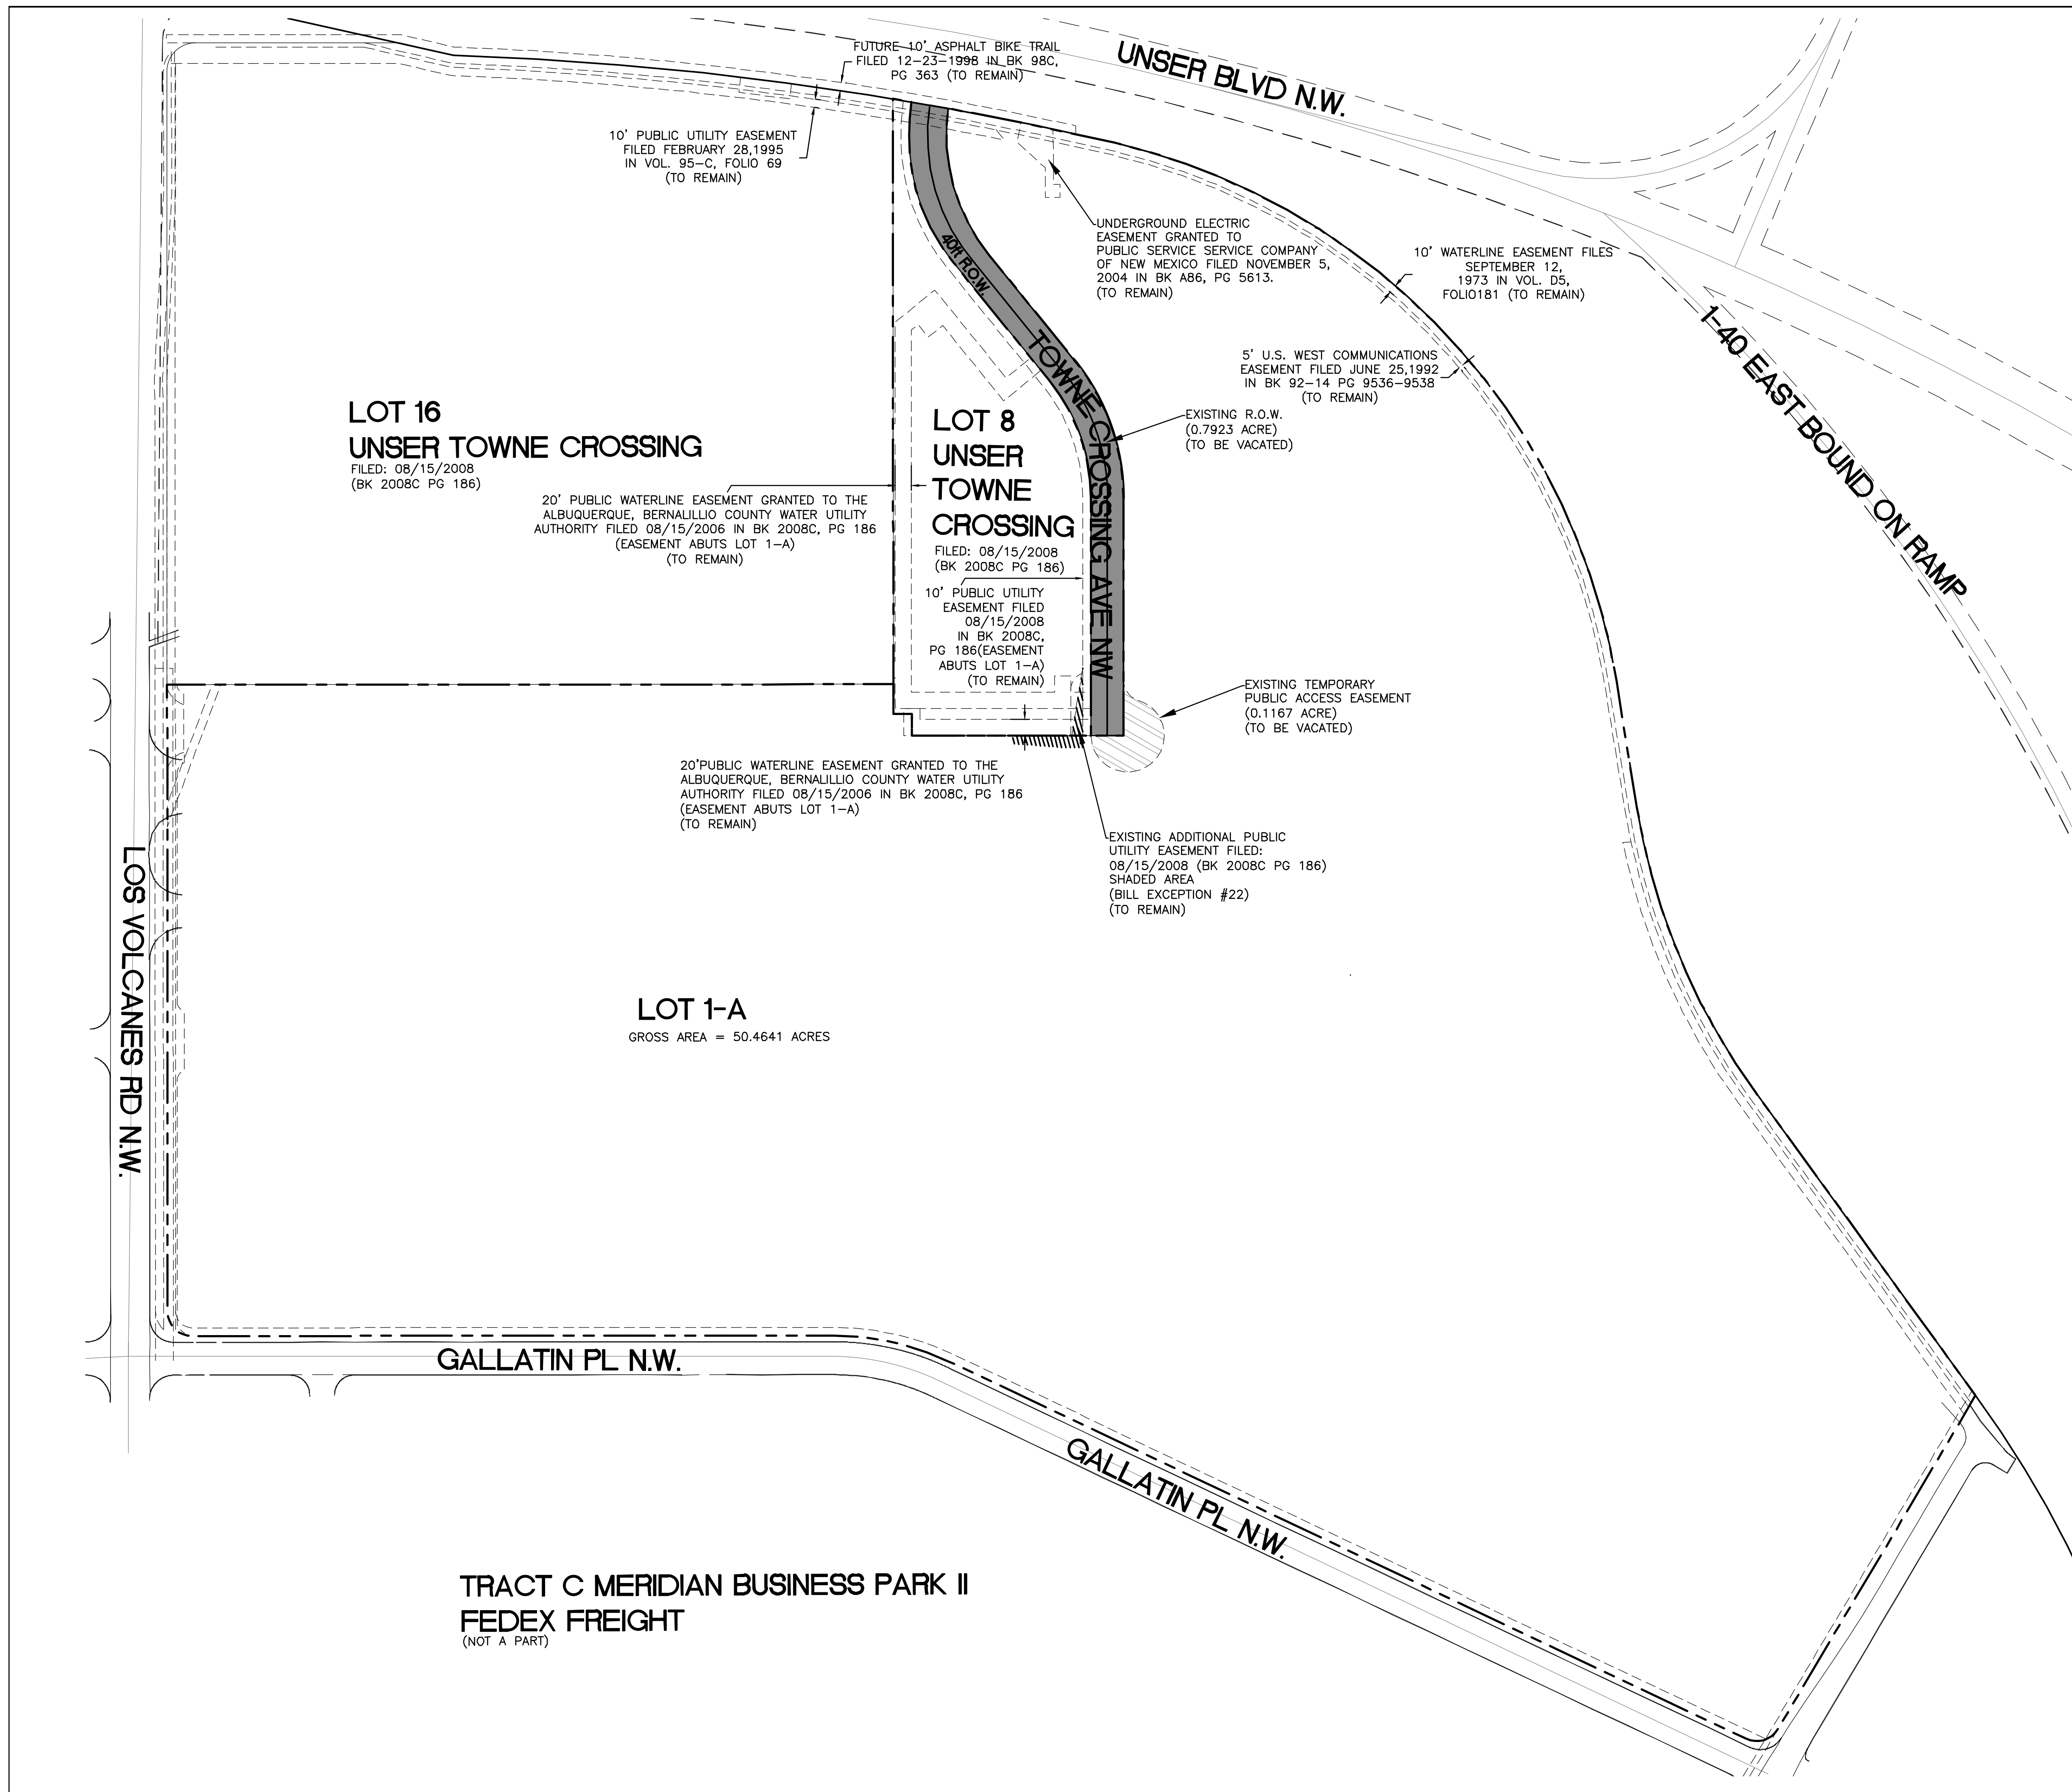 FUTURE 10' ASPHALT BIKE TRAIL
FILED 12-23-1998 IN BK 98C,
PG 363 (TO REMAIN)
UNSER BLVD N.W.
10' PUBLIC UTILITY EASEMENT
FILED FEBRUARY 28,1995
IN VOL. 95-C, FOLIO 69
(TO REMAIN)
40ft R.O.W.
UNDERGROUND ELECTRIC
EASEMENT GRANTED TO
PUBLIC SERVICE SERVICE COMPANY
OF NEW MEXICO FILED NOVEMBER 5,
2004 IN BK A86, PG 5613.
(TO REMAIN)
10' WATERLINE EASEMENT FILES
SEPTEMBER 12,
1973 IN VOL. D5,
FOLIO181 (TO REMAIN)
1-40 EAST BOUND ON RAMP
5' U.S. WEST COMMUNICATIONS
EASEMENT FILED JUNE 25,1992
IN BK 92-14 PG 9536-9538
(TO REMAIN)
TOWNE CROSSING AVE NW
EXISTING R.O.W.
(0.7923 ACRE)
(TO BE VACATED)
LOT 16
UNSER TOWNE CROSSING
FILED: 08/15/2008
(BK 2008C PG 186)
LOT 8
UNSER
TOWNE
CROSSING
FILED: 08/15/2008
(BK 2008C PG 186)
20' PUBLIC WATERLINE EASEMENT GRANTED TO THE
ALBUQUERQUE, BERNALILLIO COUNTY WATER UTILITY
AUTHORITY FILED 08/15/2006 IN BK 2008C, PG 186
(EASEMENT ABUTS LOT 1-A)
(TO REMAIN)
10' PUBLIC UTILITY
EASEMENT FILED
08/15/2008
IN BK 2008C,
PG 186(EASEMENT
ABUTS LOT 1-A)
(TO REMAIN)
EXISTING TEMPORARY
PUBLIC ACCESS EASEMENT
(0.1167 ACRE)
(TO BE VACATED)
20'PUBLIC WATERLINE EASEMENT GRANTED TO THE
ALBUQUERQUE, BERNALILLIO COUNTY WATER UTILITY
AUTHORITY FILED 08/15/2006 IN BK 2008C, PG 186
(EASEMENT ABUTS LOT 1-A)
(TO REMAIN)
EXISTING ADDITIONAL PUBLIC
UTILITY EASEMENT FILED:
08/15/2008 (BK 2008C PG 186)
SHADED AREA
(BILL EXCEPTION #22)
(TO REMAIN)
LOS VOLCANES RD N.W.
LOT 1-A
GROSS AREA = 50.4641 ACRES
GALLATIN PL N.W.
GALLATIN PL N.W.
TRACT C MERIDIAN BUSINESS PARK II
FEDEX FREIGHT
(NOT A PART)